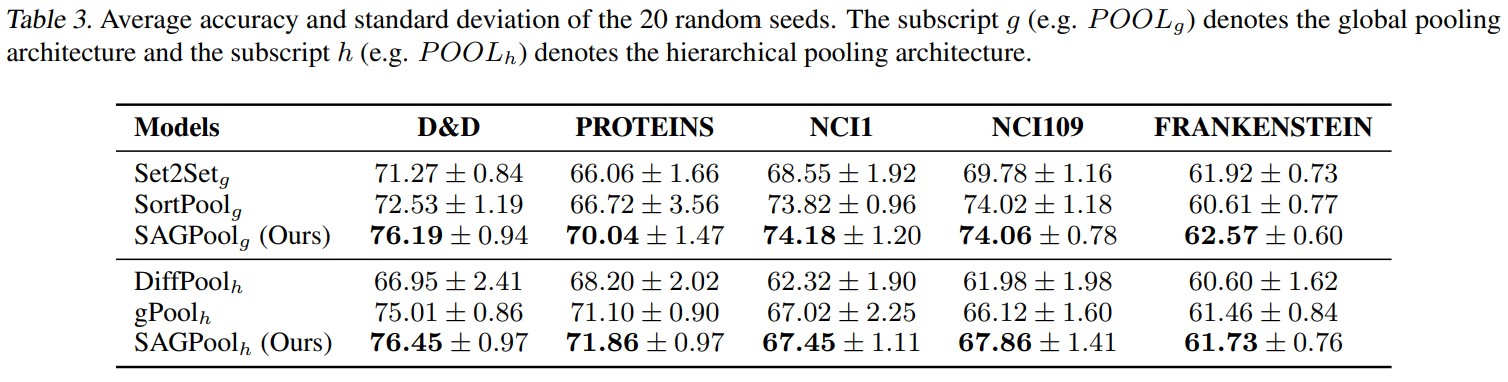 Table 3. Average accuracy and standard deviation of the 20 random seeds. The subscript g (e.g. POOLg) denotes the global pooling
architecture and the subscript h (e.g. POOLh) denotes the hierarchical pooling architecture.
Models D&D PROTEINS NCI1 NCI109 FRANKENSTEIN
Set2Setg 71.27 ± 0.84 66.06 ± 1.66 68.55 ± 1.92 69.78 ± 1.16 61.92 ± 0.73
SortPoolg 72.53 ± 1.19 66.72 ± 3.56 73.82 ± 0.96 74.02 ± 1.18 60.61 ± 0.77
SAGPoolg (Ours) 76.19 ± 0.94 70.04 ± 1.47 74.18 ± 1.20 74.06 ± 0.78 62.57 ± 0.60
DiffPoolh 66.95 ± 2.41 68.20 ± 2.02 62.32 ± 1.90 61.98 ± 1.98 60.60 ± 1.62
gPoolh 75.01 ± 0.86 71.10 ± 0.90 67.02 ± 2.25 66.12 ± 1.60 61.46 ± 0.84
SAGPoolh (Ours) 76.45 ± 0.97 71.86 ± 0.97 67.45 ± 1.11 67.86 ± 1.41 61.73 ± 0.76